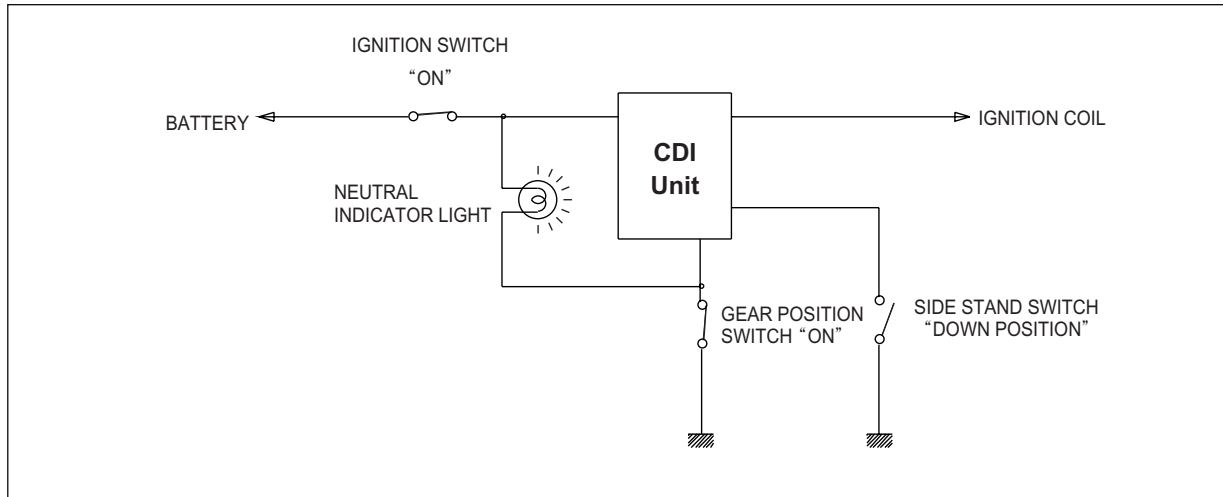 IGNITION SWITCH
“ON”
BATTERY
IGNITION COIL
CDI
Unit
NEUTRAL
INDICATOR LIGHT
GEAR POSITION
SWITCH “ON”
SIDE STAND SWITCH
“DOWN POSITION”